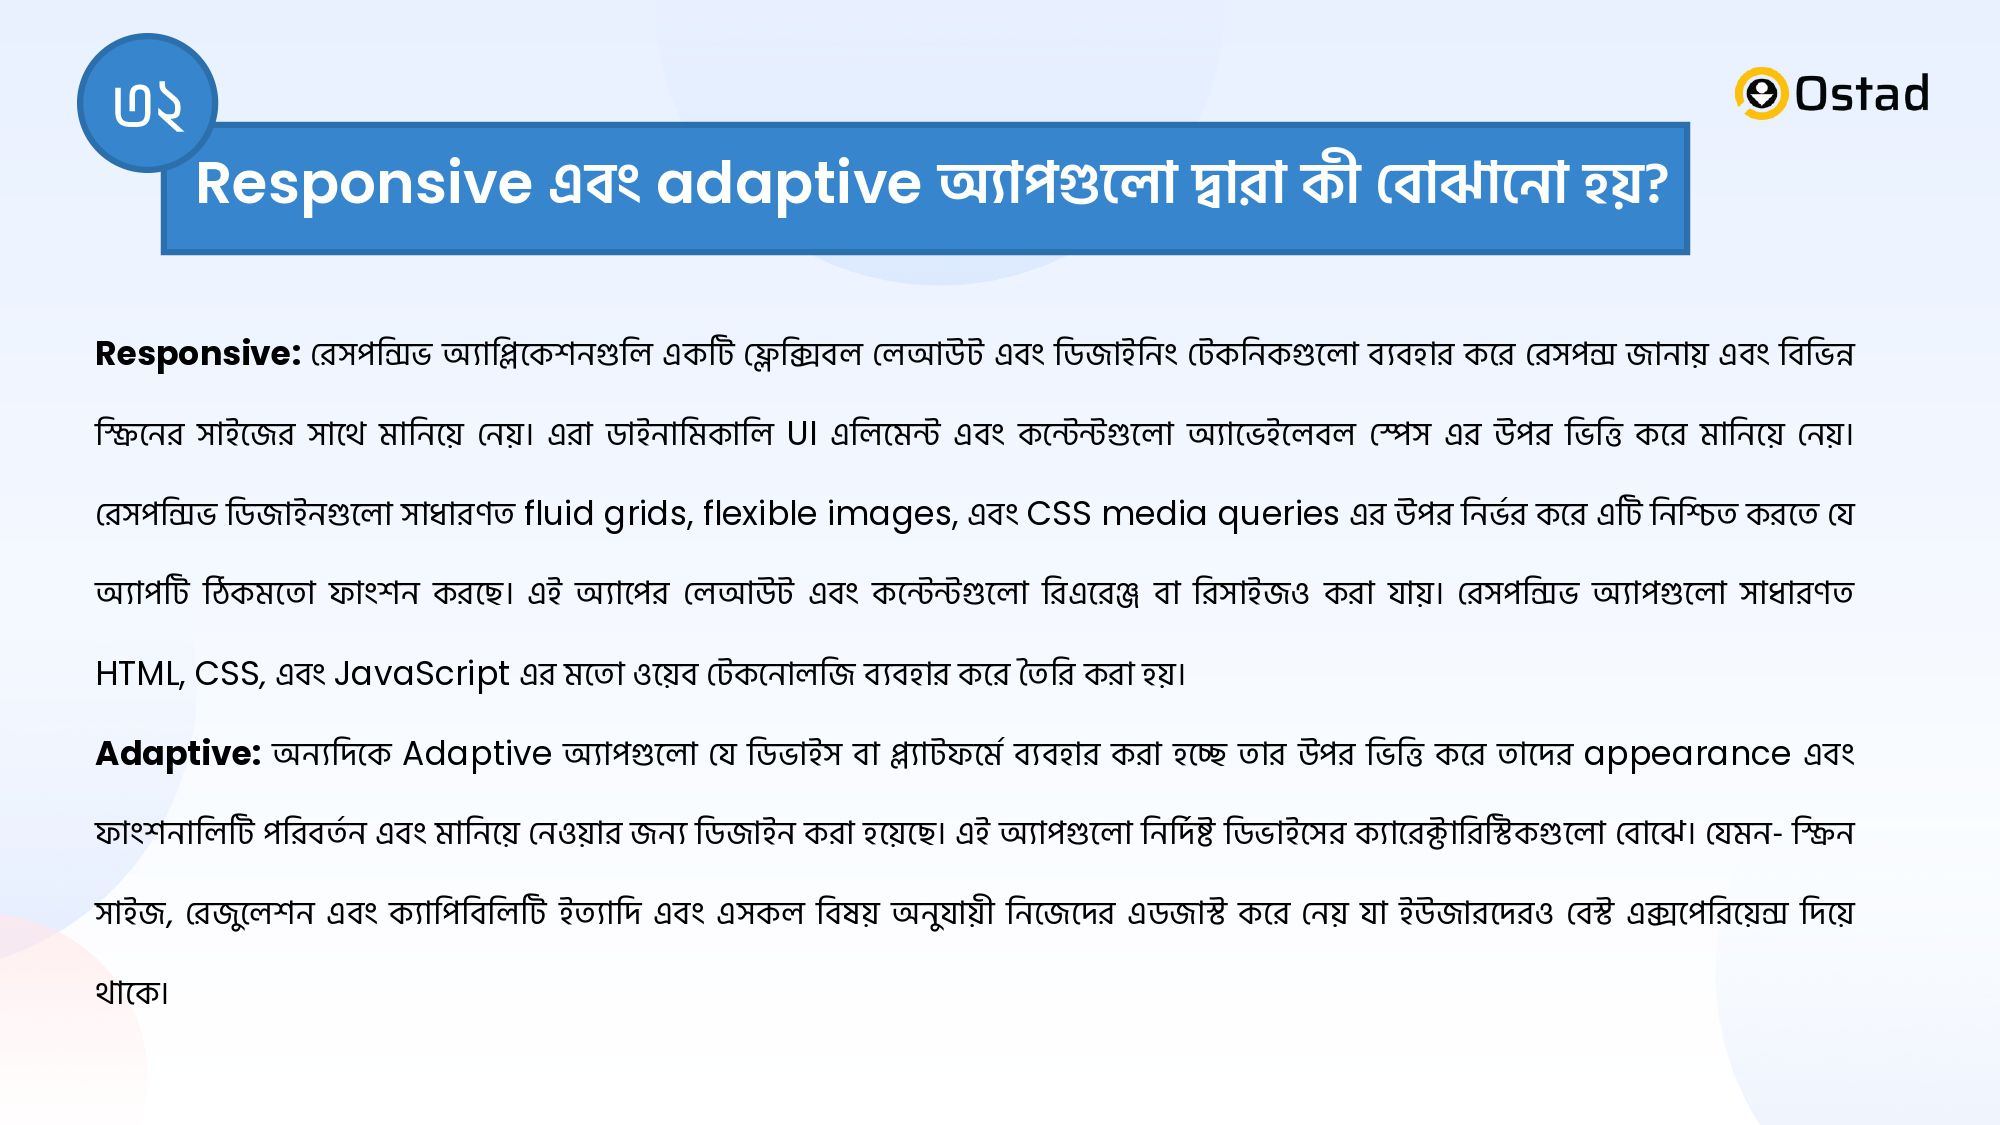 ৩২
Ostad
Responsive এবং adaptive অ্যাপগুলো দ্বারা কী বোঝানো হয়?
Responsive: রেসপন্সিভ অ্যাপ্লিকেশনগুলি একটি ফ্লেক্সিবল লেআউট এবং ডিজাইনিং টেকনিকগুলো ব্যবহার করে রেসপন্স জানায় এবং বিভিন্ন
স্ক্রিনের সাইজের সাথে মানিয়ে নেয়। এরা ডাইনামিকালি UI এলিমেন্ট এবং কন্টেন্টগুলো অ্যাভেইলেবল স্পেস এর উপর ভিত্তি করে মানিয়ে নেয়।
রেসপন্সিভ ডিজাইনগুলো সাধারণত fluid grids, flexible images, এবং CSS media queries এর উপর নির্ভর করে এটি নিশ্চিত করতে যে
অ্যাপটি ঠিকমতো ফাংশন করছে। এই অ্যাপের লেআউট এবং কন্টেন্টগুলো রিএরেঞ্জ বা রিসাইজও করা যায়। রেসপন্সিভ অ্যাপগুলো সাধারণত
HTML, CSS, এবং JavaScript এর মতো ওয়েব টেকনোলজি ব্যবহার করে তৈরি করা হয়।
Adaptive: অন্যদিকে Adaptive অ্যাপগুলো যে ডিভাইস বা প্ল্যাটফর্মে ব্যবহার করা হচ্ছে তার উপর ভিত্তি করে তাদের appearance এবং
ফাংশনালিটি পরিবর্তন এবং মানিয়ে নেওয়ার জন্য ডিজাইন করা হয়েছে। এই অ্যাপগুলো নির্দিষ্ট ডিভাইসের ক্যারেক্টারিস্টিকগুলো বোঝে। যেমন- স্ক্রিন
সাইজ, রেজুলেশন এবং ক্যাপিবিলিটি ইত্যাদি এবং এসকল বিষয় অনুযায়ী নিজেদের এডজাস্ট করে নেয় যা ইউজারদেরও বেস্ট এক্সপেরিয়েন্স দিয়ে
থাকে।